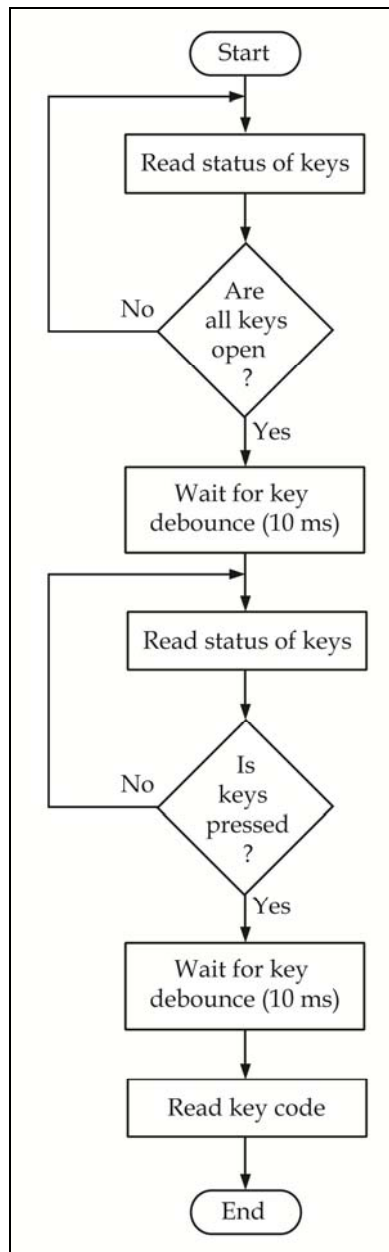 Start
Read status of keys
Are
all keys
open
?
No
Yes
Wait for key
debounce (10 ms)
Read status of keys
Is
keys
pressed
?
No
Yes
Wait for key
debounce (10 ms)
Read key code
End